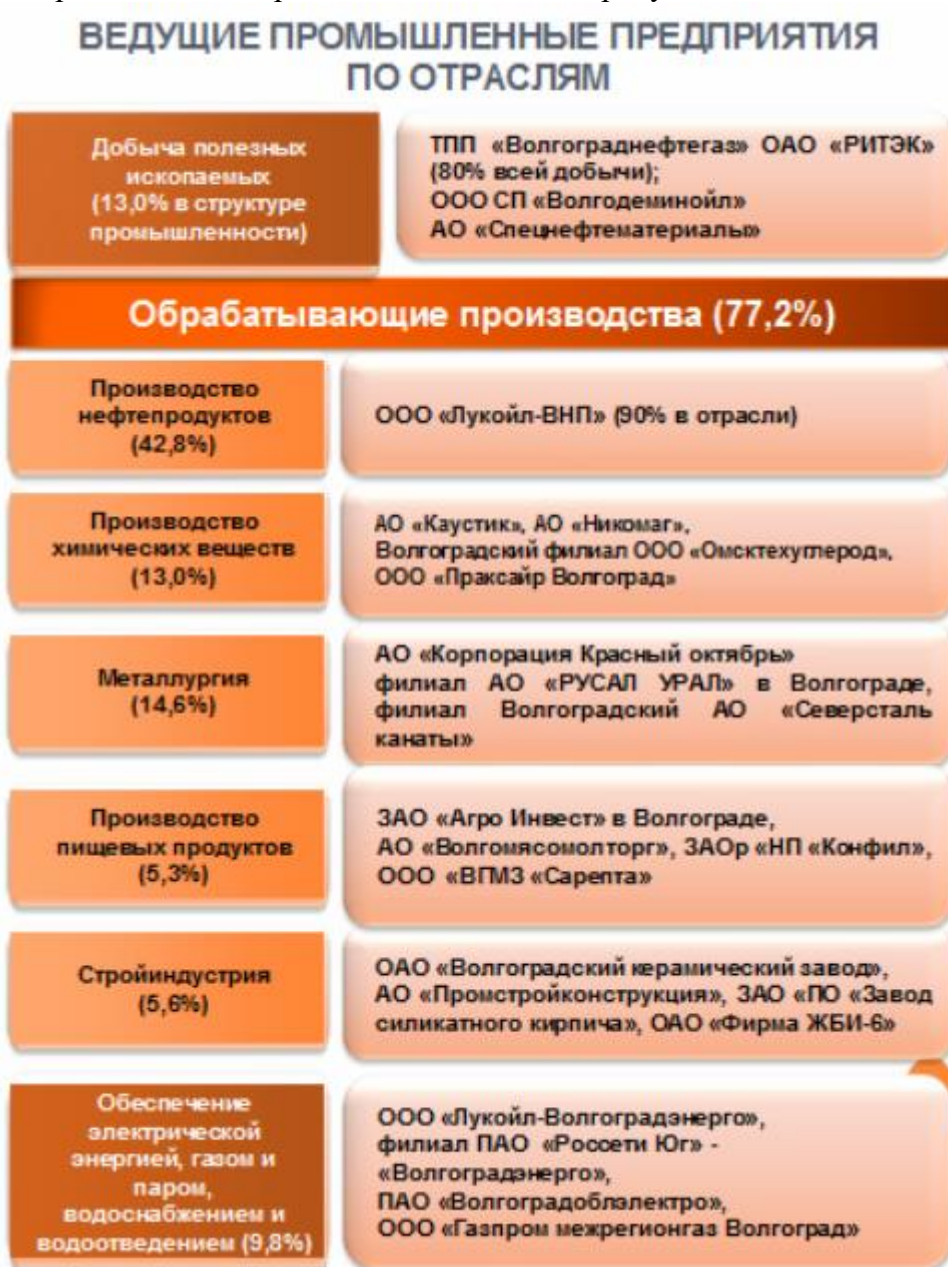 ВЕДУЩИЕ ПРОМЫШЛЕННЫЕ ПРЕДПРИЯТИЯ
ПО ОТРАСЛЯМ
Добыча полезных
ископаемых
(13,0% в структуре
промышленности)
ТПП «Волгограднефтегаз» ОАО «РИТЭК»
(80% всей добычи);
ООО СП «Волгодеминойл»
АО «Спецнефтематериалы»
Обрабатывающие производства (77,2%)
Производство
нефтепродуктов
(42,8%)
ООО «Лукойл-ВНП» (90% в отрасли)
Производство
химических веществ
(13,0%)
АО «Каустик», АО «Никомаг»,
Волгоградский филиал ООО «Омсктехуглерод»,
ООО «Праксайр Волгоград»
Металлургия
(14,6%)
АО «Корпорация Красный октябрь»
филиал АО «РУСАЛ УРАЛ» в Волгограде,
филиал Волгоградский АО «Северсталь
канаты»
Производство
пищевых продуктов
(5,3%)
ЗАО «Агро Инвест» в Волгограде,
АО «Волгомясомолторг», ЗАОр «НП «Конфил»,
ООО «ВГМЗ «Сарепта»
Стройиндустрия
(5,6%)
ОАО «Волгоградский керамический завод»,
АО «Промстройконструкция», ЗАО «ПО «Завод
силикатного кирпича», ОАО «Фирма ЖБИ-6»
Обеспечение
электрической
энергией, газом и
паром,
водоснабжением и
водоотведением (9,8%)
ООО «Лукойл-Волгоградэнерго»,
филиал ПАО «Россети Юг» -
«Волгоградэнерго»,
ПАО «Волгоградоблэлектро»,
ООО «Газпром межрегионгаз Волгоград»